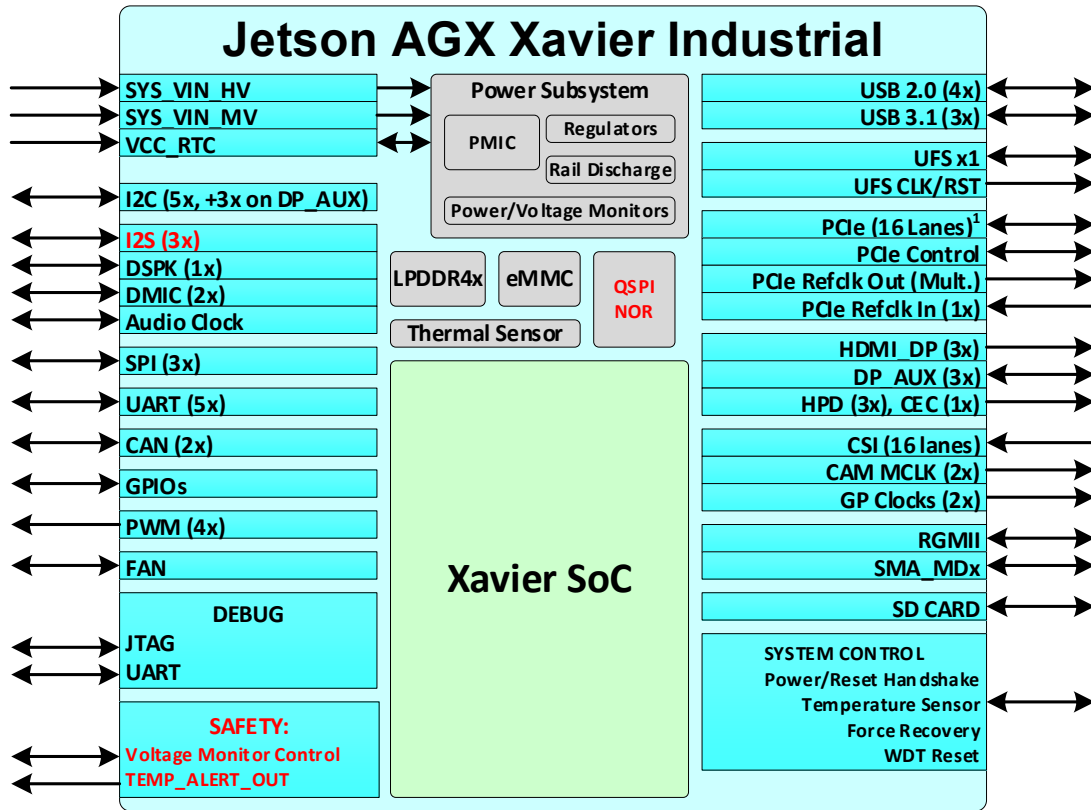 Jetson AGX Xavier Industrial
SYS_VIN_HV
SYS_VIN_MV
VCC_RTC
I2C (5x, +3x on DP_AUX)
I2S (3x)
DSPK (1x)
DMIC (2x)
Audio Clock
SPI (3x)
UART (5x)
CAN (2x)
GPIOs
PWM (4x)
FAN
DEBUG
JTAG
UART
SAFETY:
Voltage Monitor Control
TEMP_ALERT_OUT
Power Subsystem
PMIC
Regulators
Rail Discharge
Power/Voltage Monitors
LPDDR4x
eMMC
QSPI
NOR
Thermal Sensor
Xavier SoC
USB 2.0 (4x)
USB 3.1 (3x)
UFS x1
UFS CLK/RST
PCIe (16 Lanes)¹
PCIe Control
PCIe Refclk Out (Mult.)
PCIe Refclk In (1x)
HDMI_DP (3x)
DP_AUX (3x)
HPD (3x), CEC (1x)
CSI (16 lanes)
CAM MCLK (2x)
GP Clocks (2x)
RGMII
SMA_MDx
SD CARD
SYSTEM CONTROL
Power/Reset Handshake
Temperature Sensor
Force Recovery
WDT Reset